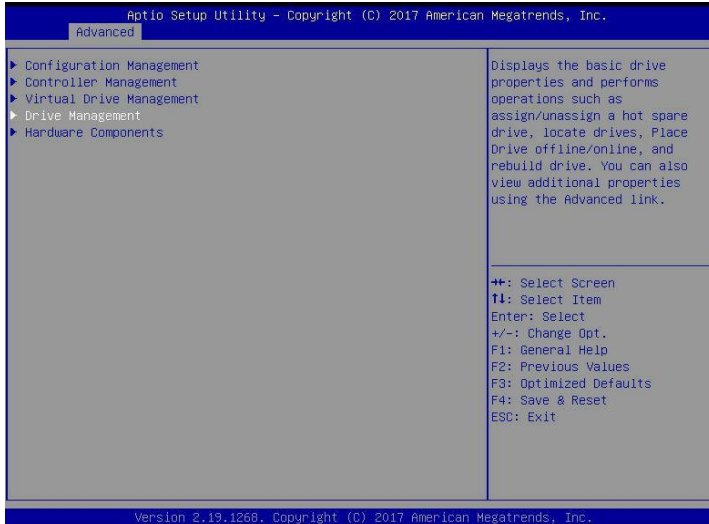 Aptio Setup Utility – Copyright (C) 2017 American Megatrends, Inc.
Advanced
Configuration Management
Controller Management
Virtual Drive Management
Drive Management
Hardware Components
Displays the basic drive
properties and performs
operations such as
assign/unassign a hot spare
drive, locate drives, Place
Drive offline/online, and
rebuild drive. You can also
view additional properties
using the Advanced link.
→←: Select Screen
↑↓: Select Item
Enter: Select
+/-: Change Opt.
F1: General Help
F2: Previous Values
F3: Optimized Defaults
F4: Save & Reset
ESC: Exit
Version 2.19.1268. Copyright (C) 2017 American Megatrends, Inc.